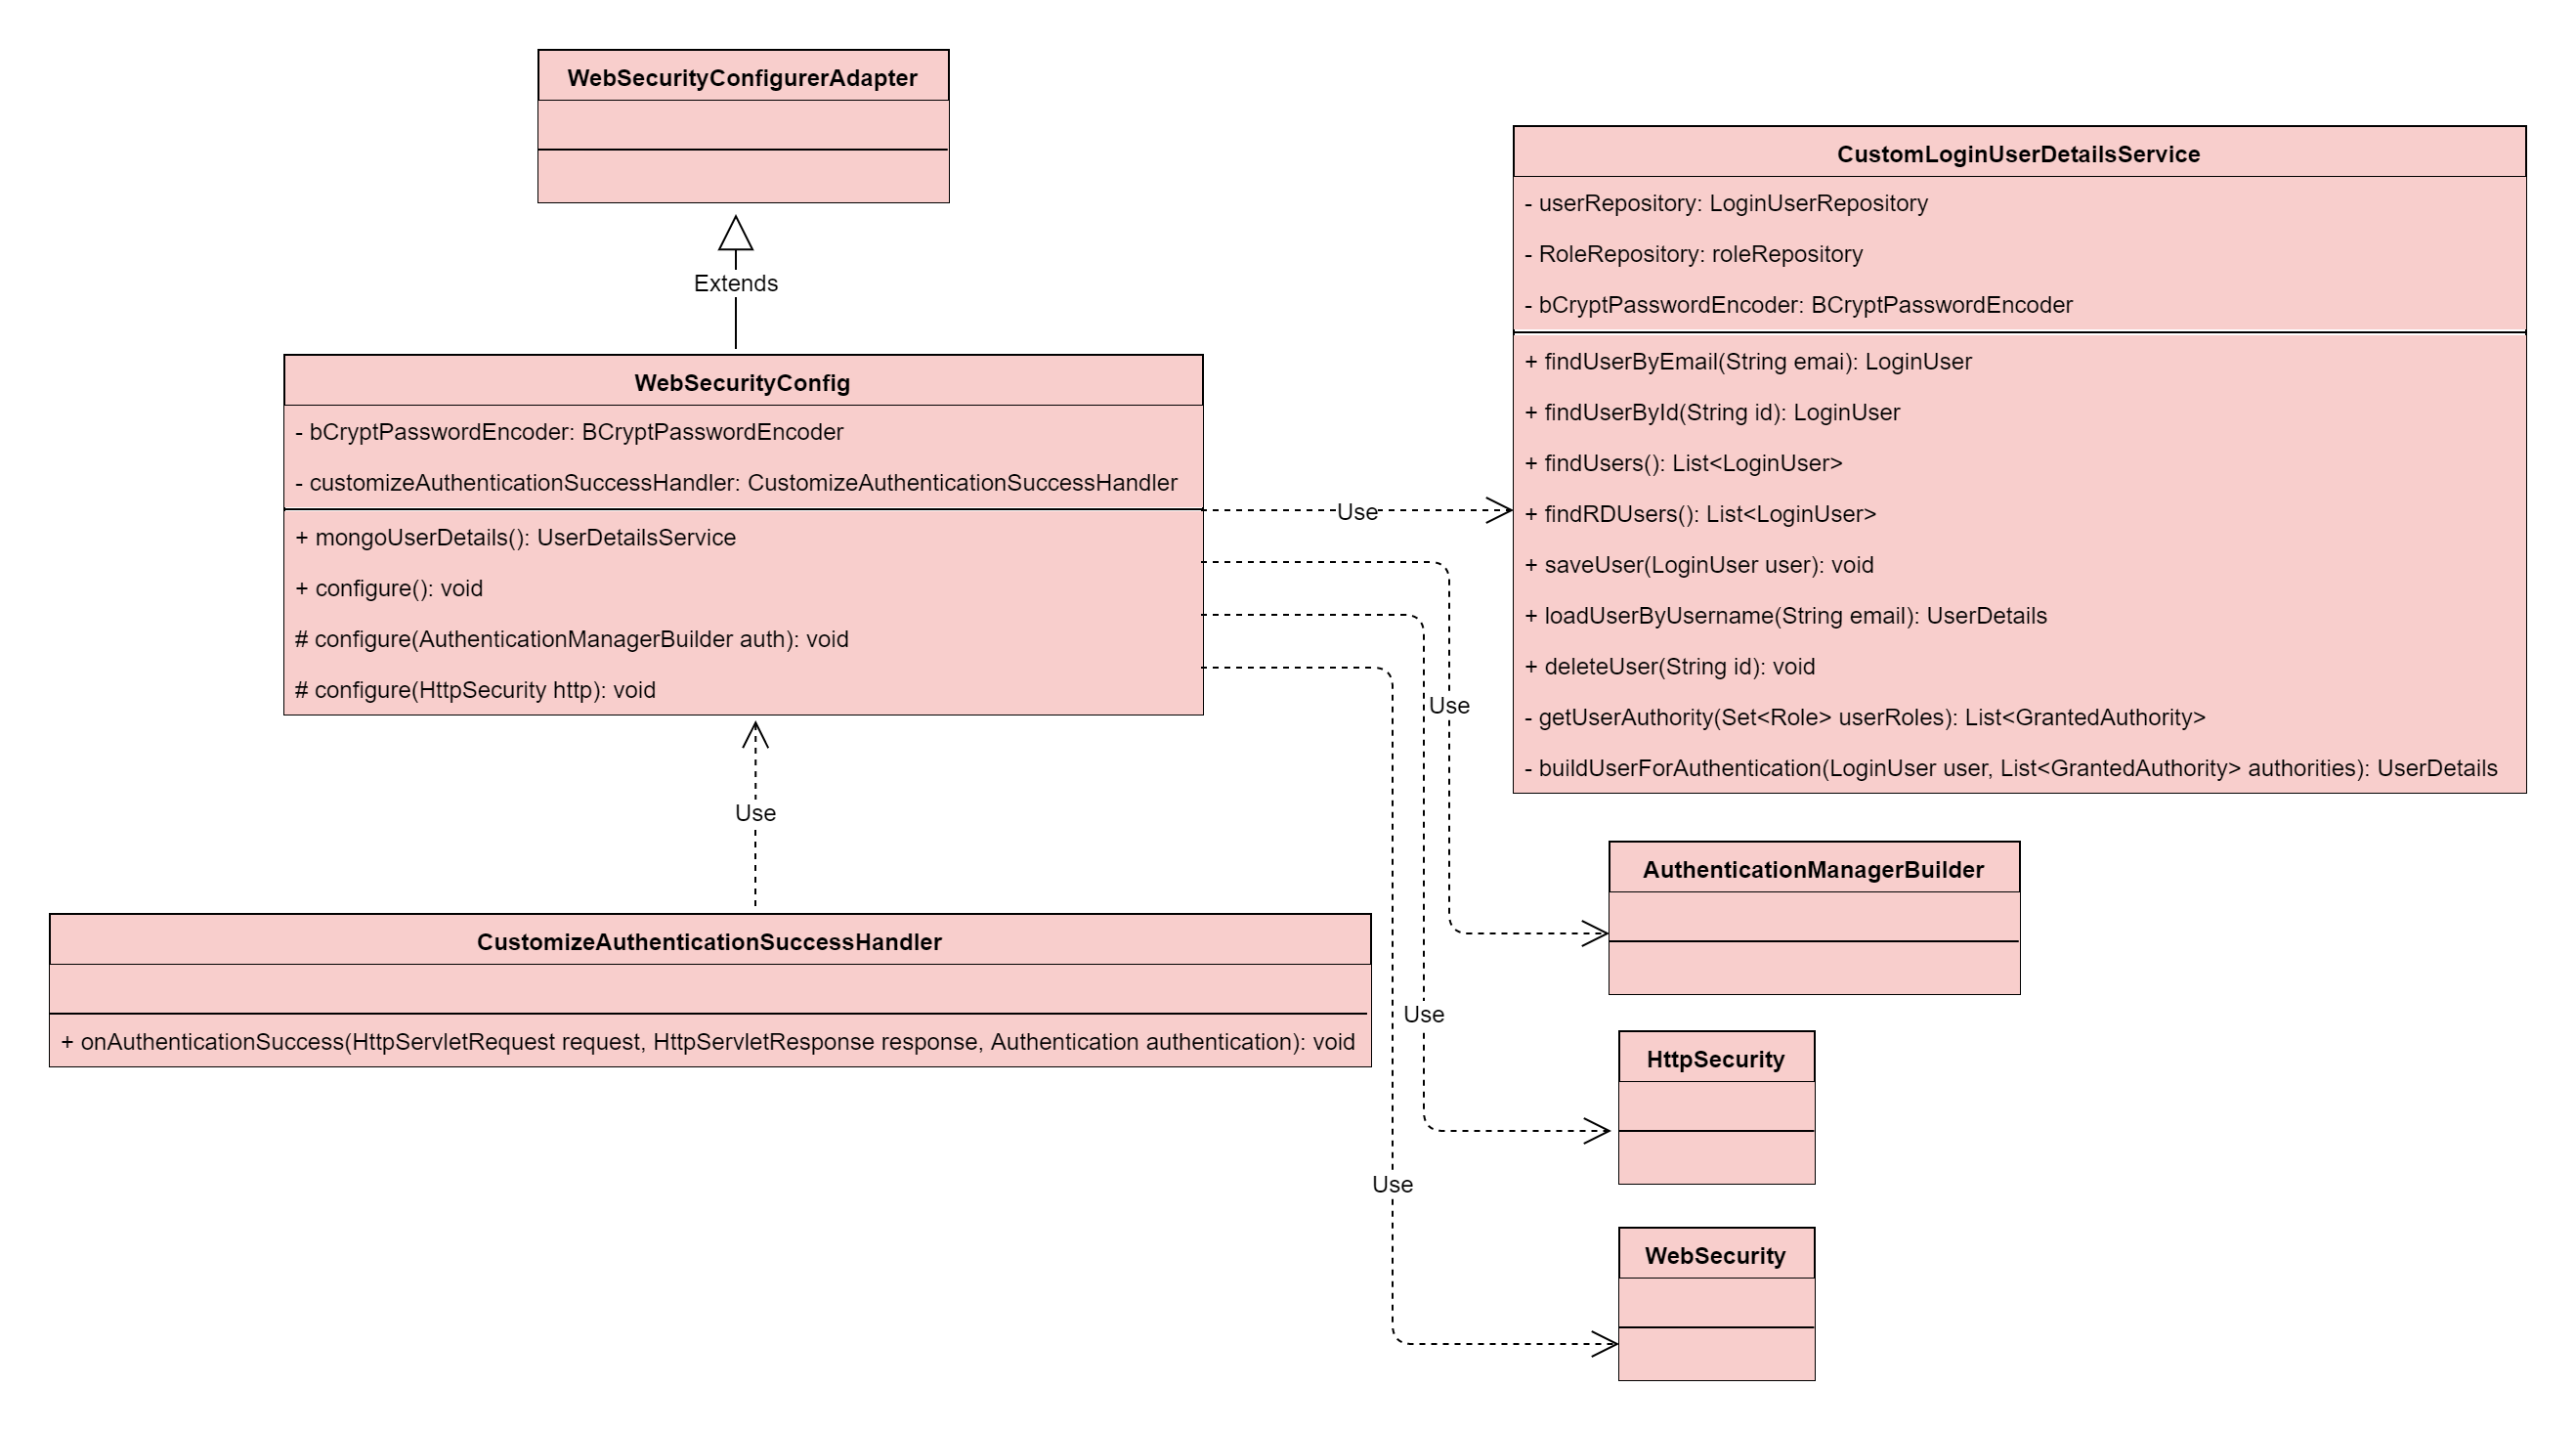 WebSecurityConfigurerAdapter
Extends
WebSecurityConfig
- bCryptPasswordEncoder: BCryptPasswordEncoder
- customizeAuthenticationSuccessHandler: CustomizeAuthenticationSuccessHandler
+ mongoUserDetails(): UserDetailsService
+ configure(): void
# configure(AuthenticationManagerBuilder auth): void
# configure(HttpSecurity http): void
Use
CustomizeAuthenticationSuccessHandler
+ onAuthenticationSuccess(HttpServletRequest request, HttpServletResponse response, Authentication authentication): void
Use
Use
Use
Use
CustomLoginUserDetailsService
- userRepository: LoginUserRepository
- RoleRepository: roleRepository
- bCryptPasswordEncoder: BCryptPasswordEncoder
+ findUserByEmail(String emai): LoginUser
+ findUserById(String id): LoginUser
+ findUsers(): List<LoginUser>
+ findRDUsers(): List<LoginUser>
+ saveUser(LoginUser user): void
+ loadUserByUsername(String email): UserDetails
+ deleteUser(String id): void
- getUserAuthority(Set<Role> userRoles): List<GrantedAuthority>
- buildUserForAuthentication(LoginUser user, List<GrantedAuthority> authorities): UserDetails
AuthenticationManagerBuilder
HttpSecurity
WebSecurity